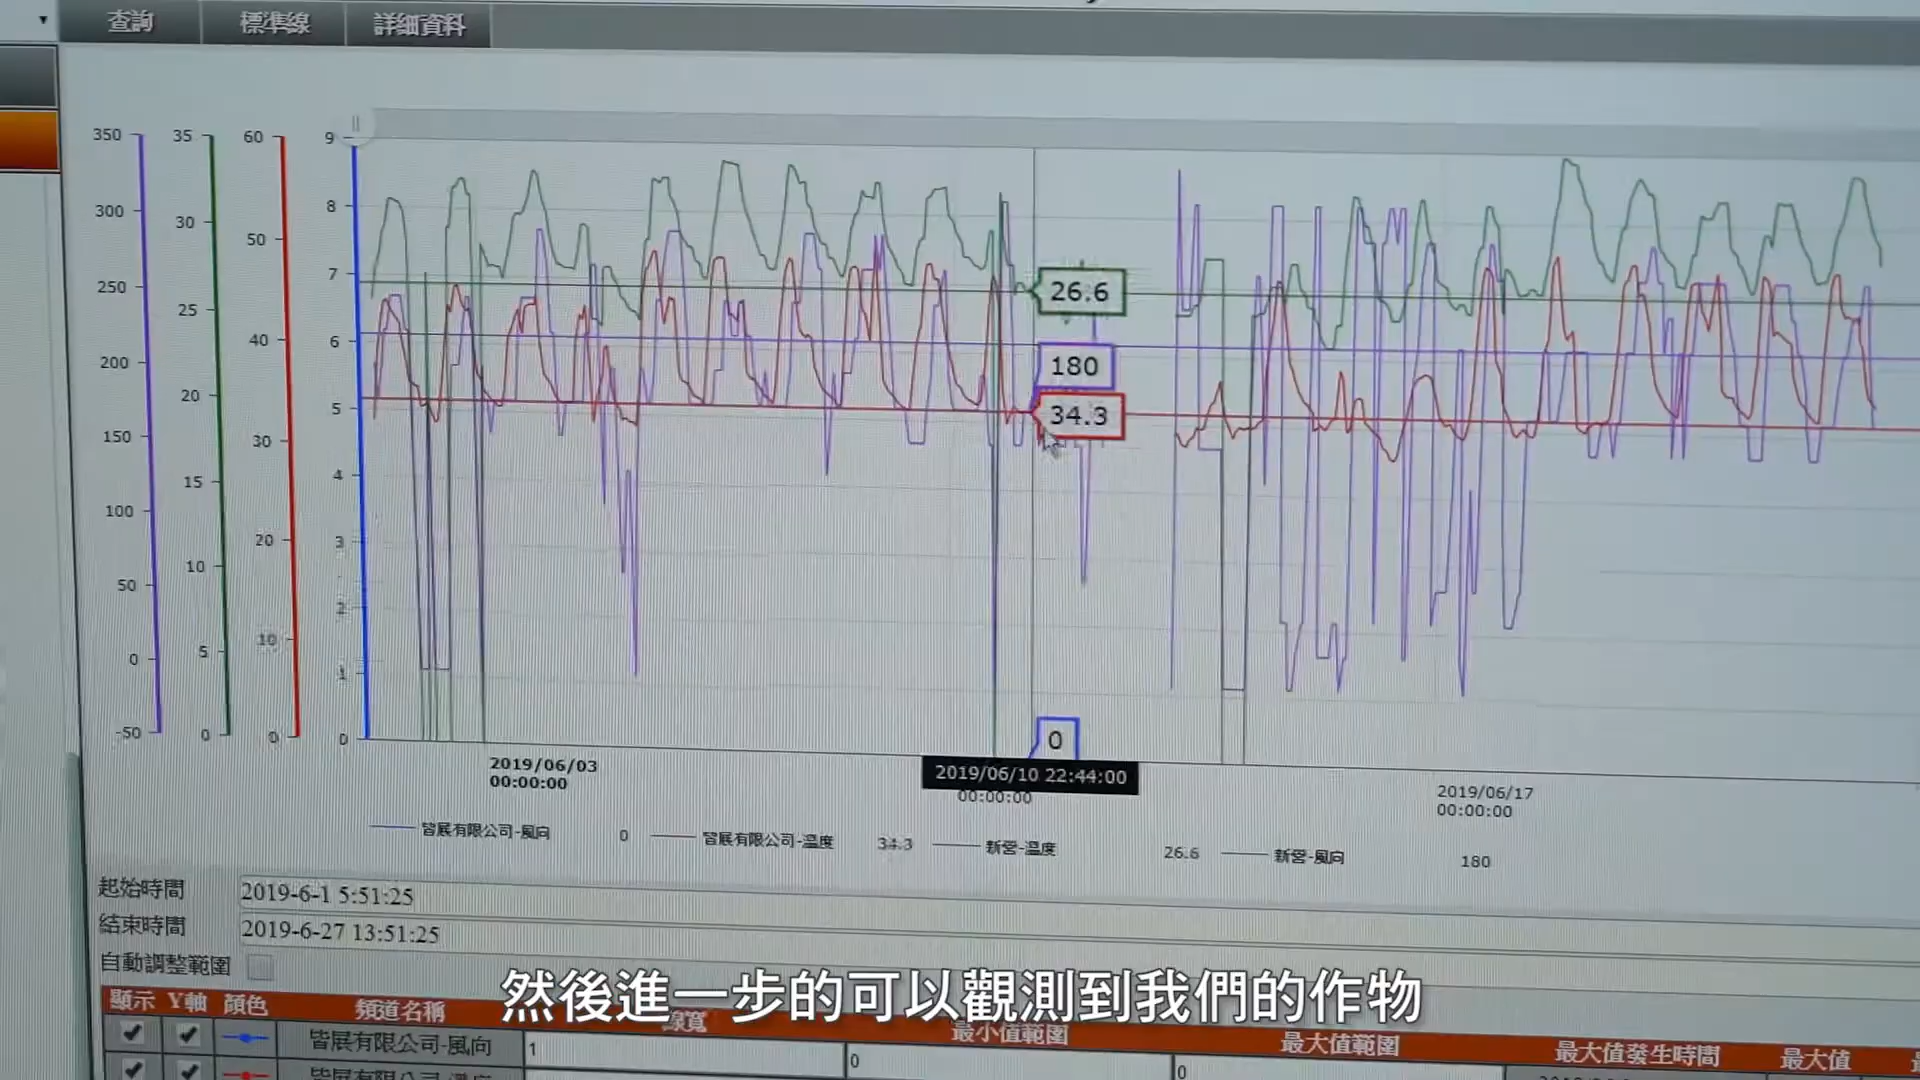 查詢 標準線 詳細資料
350 35 60 9
300 30 50 8
250 25 40 7
200 20 30 6
150 15 20 5
100 10 10 4
50 5 0 3
0 0 2
-50 1
0
26.6
180
34.3
0
2019/06/03
00:00:00
2019/06/10 22:44:00
00:00:00
2019/06/17
00:00:00
皆展有限公司-風向 0 皆展有限公司-溫度 34.3 新營-溫度 26.6 新營-風向 180
起始時間 2019-6-1 5:51:25
結束時間 2019-6-27 13:51:25
自動調整範圍
然後進一步的可以觀測到我們的作物
顯示 Y軸 顏色 頻道名稱 線寬 最小值範圍 最大值範圍 最大值發生時間 最大值
皆展有限公司-風向 1 0 0